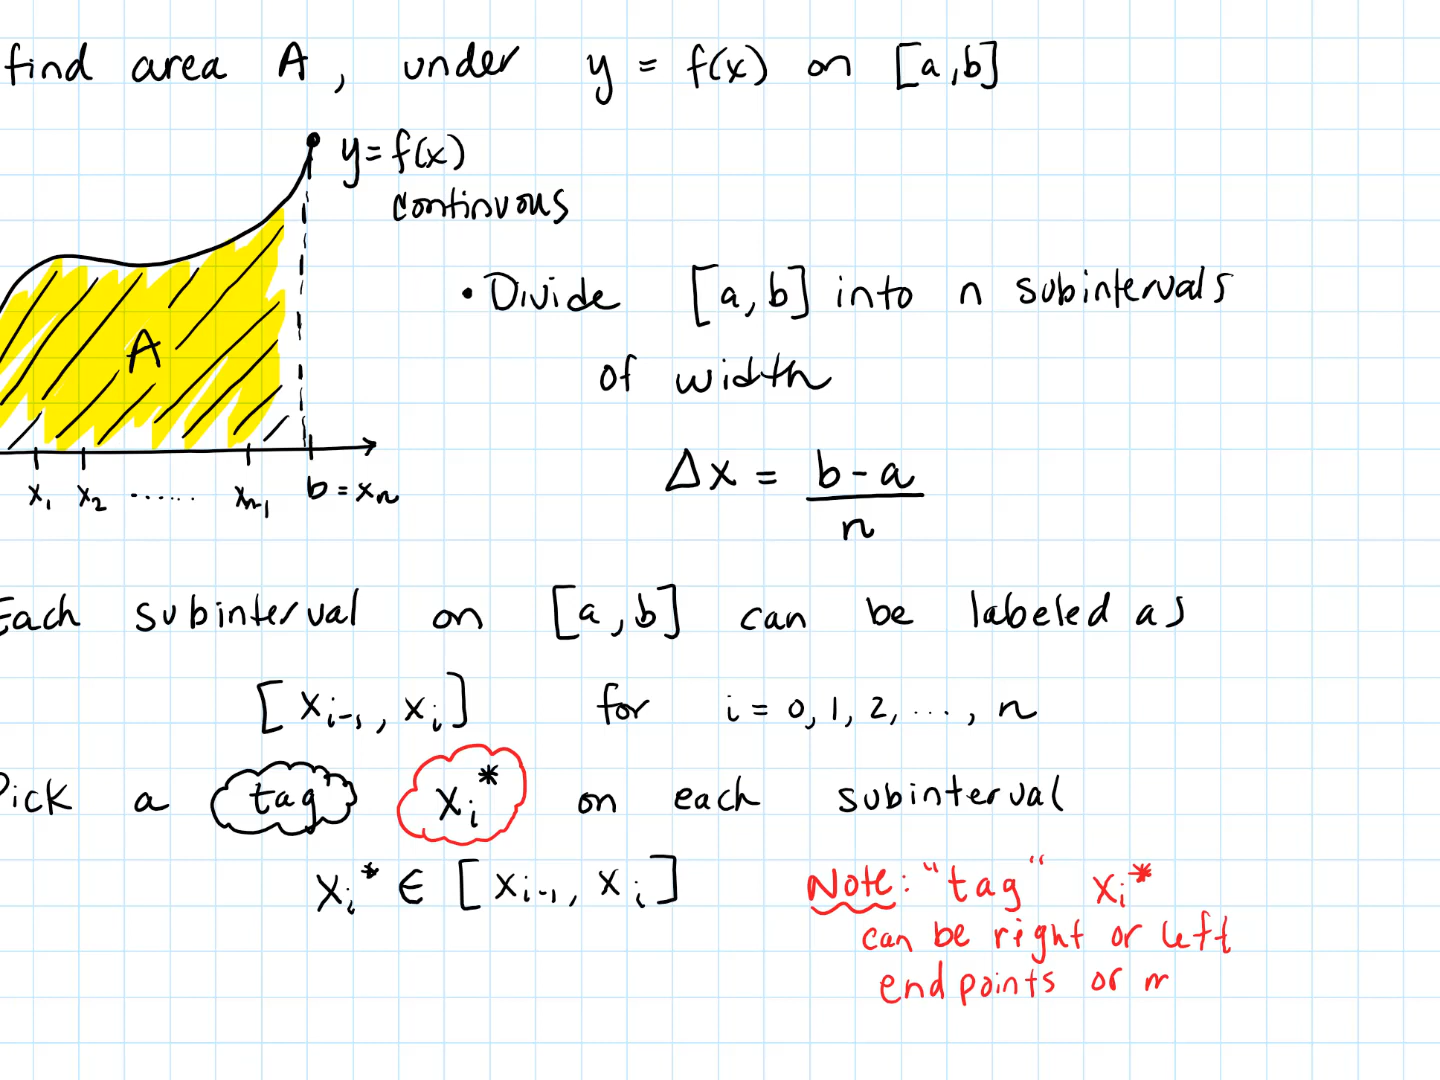 find area A, under y = f(x) on [a,b]
y = f(x)
continuous
• Divide [a,b] into n subintervals
of width
A
Δx = b-a / n
x₁ x₂ ...... xₙ₋₁ b = xₙ
Each subinterval on [a,b] can be labeled as
[xᵢ₋₁, xᵢ] for i = 0, 1, 2, ..., n
Pick a tag xᵢ* on each subinterval
xᵢ* ∈ [xᵢ₋₁, xᵢ]
Note: "tag" xᵢ*
can be right or left
endpoints or m